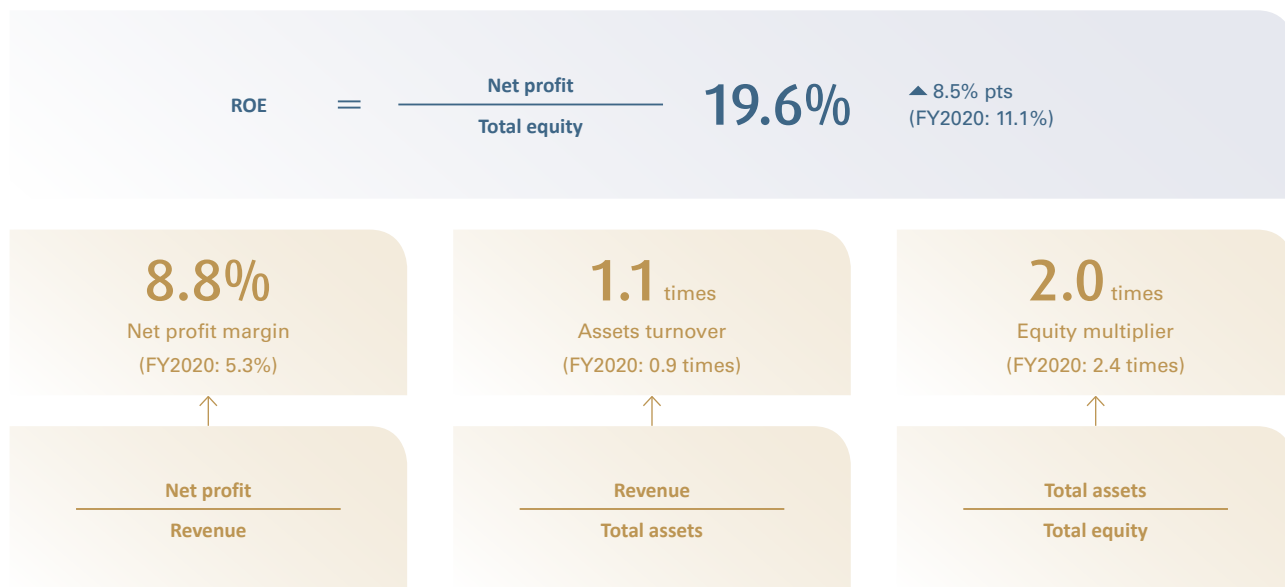 ROE
=
Net profit
Total equity
19.6%
▲ 8.5% pts
(FY2020: 11.1%)
8.8%
Net profit margin
(FY2020: 5.3%)
1.1 times
Assets turnover
(FY2020: 0.9 times)
2.0 times
Equity multiplier
(FY2020: 2.4 times)
Net profit
Revenue
Revenue
Total assets
Total assets
Total equity